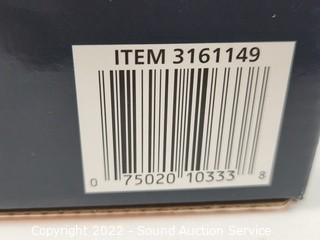 ITEM 3161149
0 75020 10333 8
Copyright 2022 - Sound Auction Service